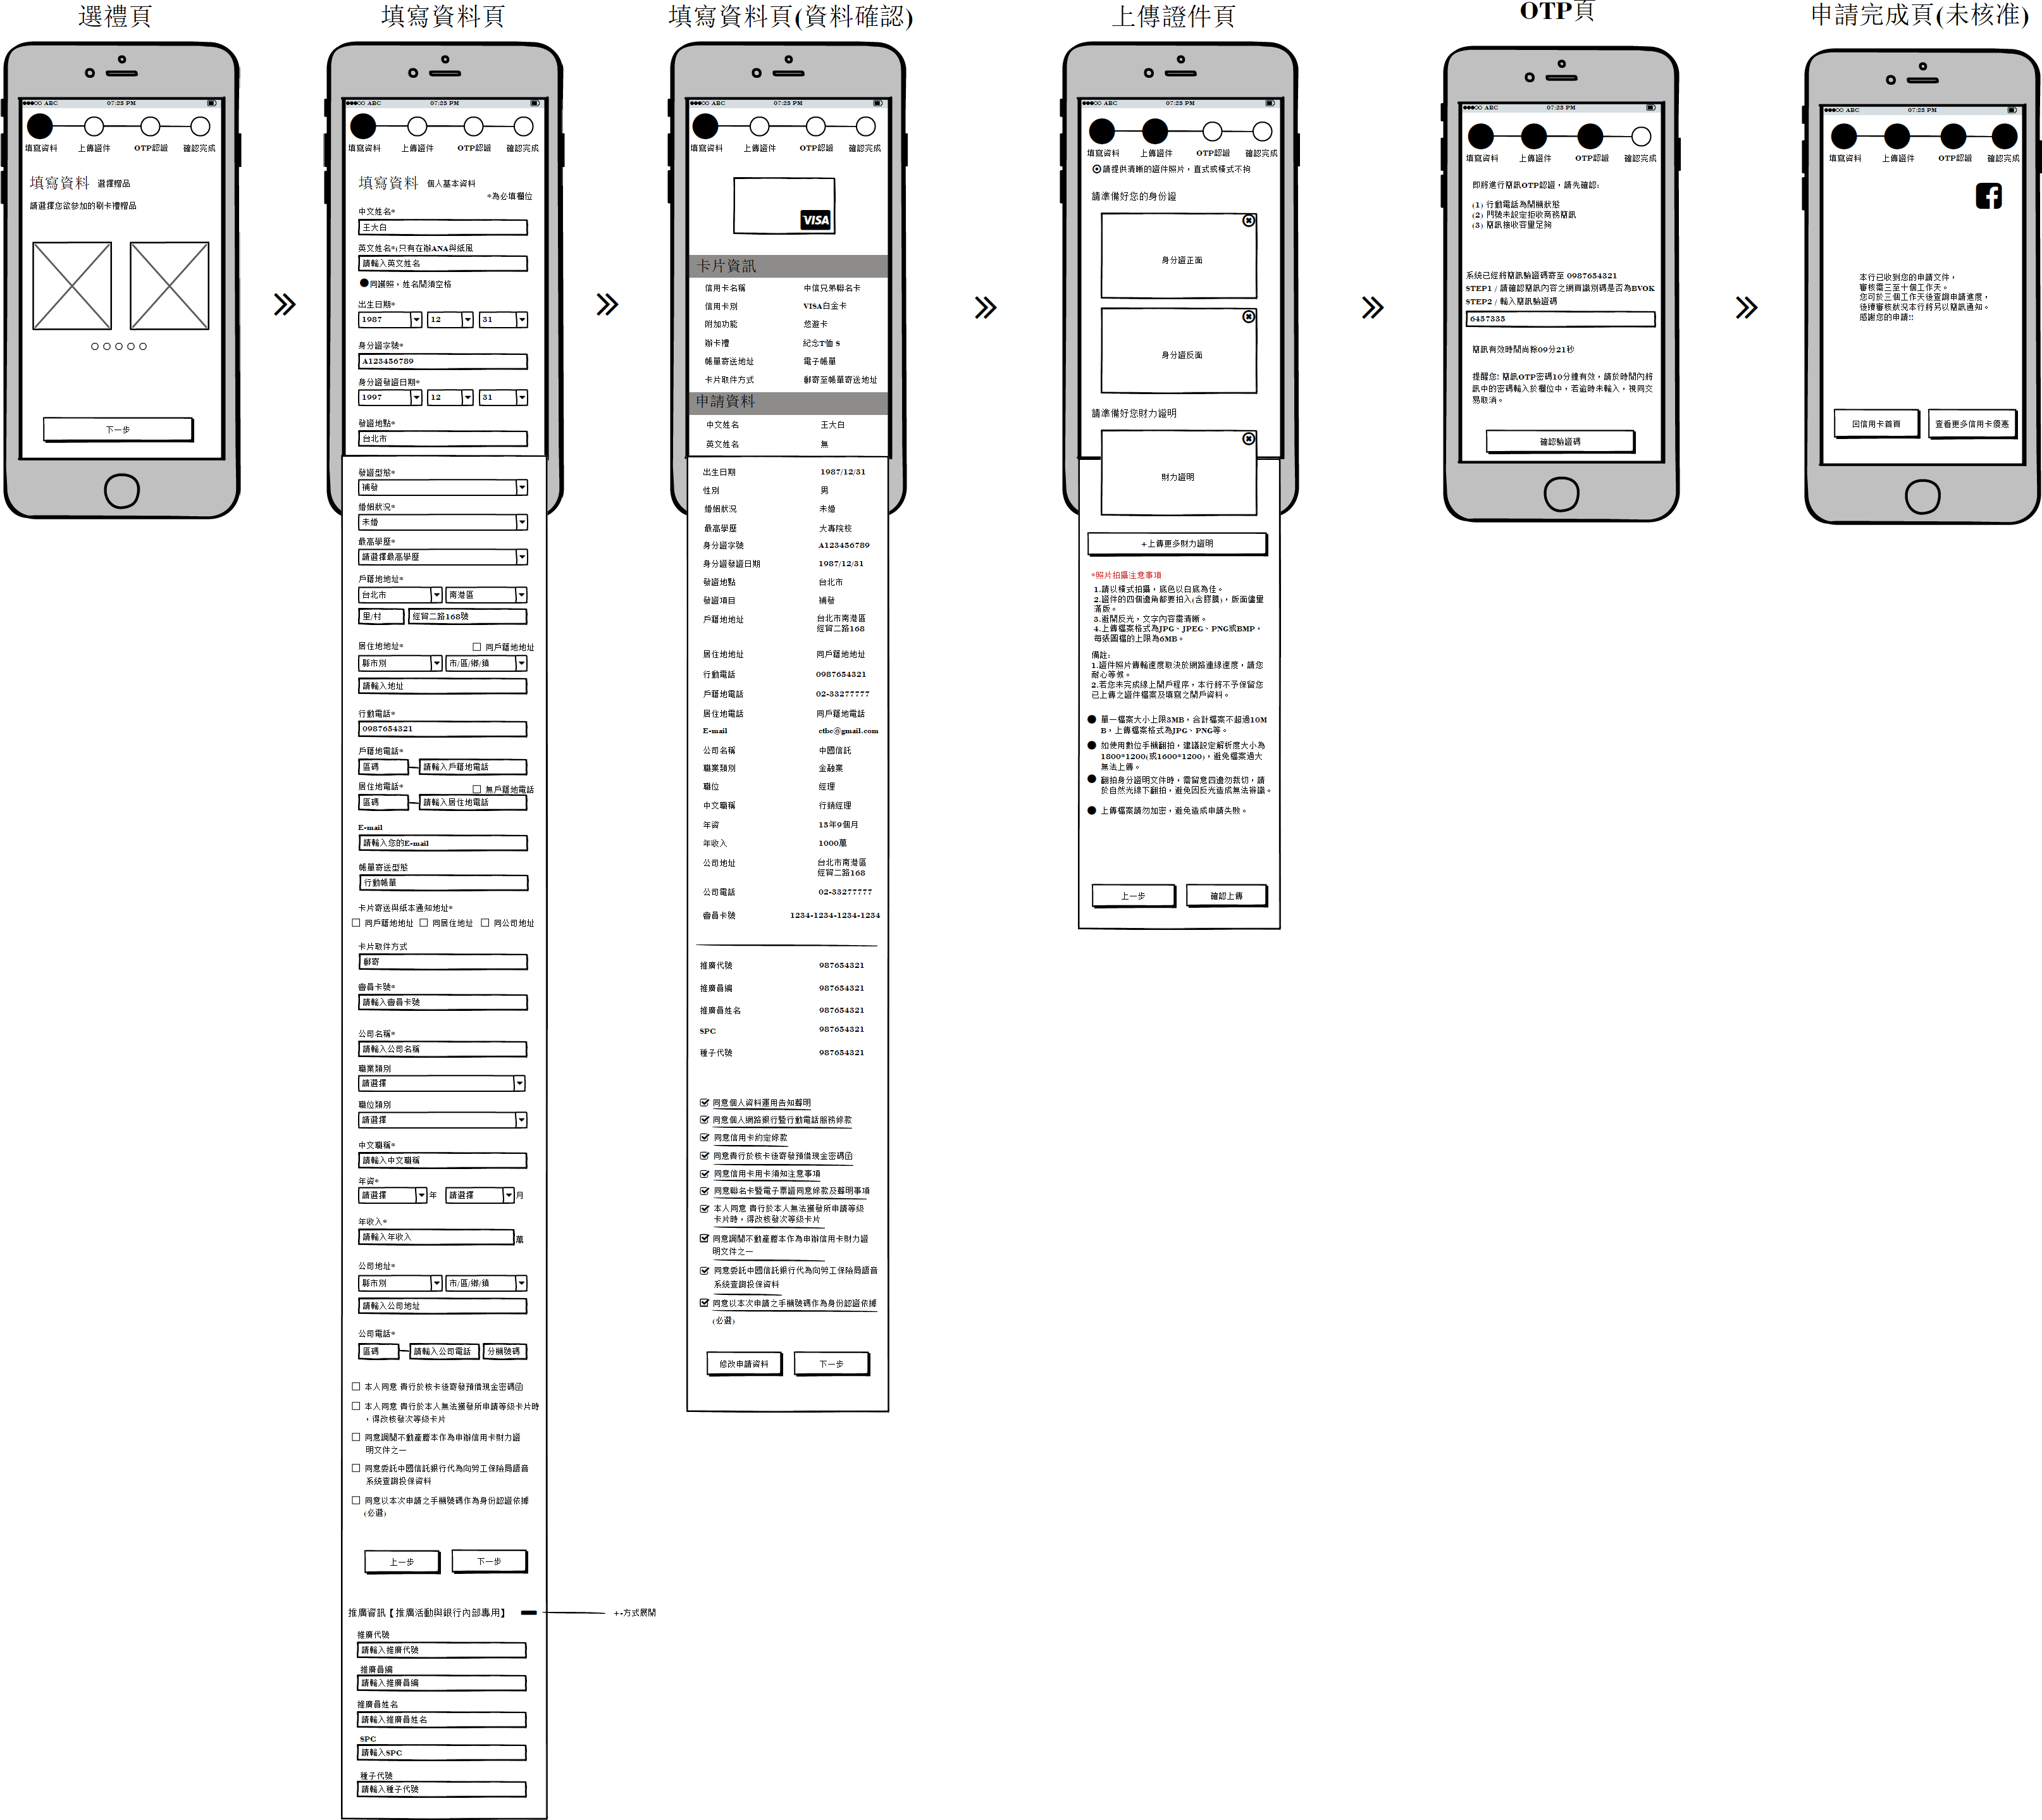 選禮頁
●●●○○ ABC 07:25 PM
填寫資料 上傳證件 OTP認證 確認完成
填寫資料 選擇贈品
請選擇您欲參加的刷卡禮贈品
下一步
填寫資料頁
●●●○○ ABC 07:25 PM
填寫資料 上傳證件 OTP認證 確認完成
填寫資料 個人基本資料
*為必填欄位
中文姓名*
王大白
英文姓名*(只有在辦ANA與紙風
請輸入英文姓名
同護照，姓名間須空格
出生日期*
1987 12 31
身分證字號*
A123456789
身分證發證日期*
1997 12 31
發證地點*
台北市
發證型態*
補發
婚姻狀況*
未婚
最高學歷*
請選擇最高學歷
戶籍地地址*
台北市 南港區
里/村 經貿二路168號
居住地地址* 同戶籍地地址
縣市別 市/區/鄉/鎮
請輸入地址
行動電話*
0987654321
戶籍地電話*
區碼 請輸入戶籍地電話
居住地電話* 無戶籍地電話
區碼 請輸入居住地電話
E-mail
請輸入您的E-mail
帳單寄送型態
行動帳單
卡片寄送與紙本通知地址*
同戶籍地地址 同居住地址 同公司地址
卡片取件方式
郵寄
會員卡號*
請輸入會員卡號
公司名稱*
請輸入公司名稱
職業類別
請選擇
職位類別
請選擇
中文職稱*
請輸入中文職稱
年資*
請選擇 年 請選擇 月
年收入*
請輸入年收入 萬
公司地址*
縣市別 市/區/鄉/鎮
請輸入公司地址
公司電話*
區碼 請輸入公司電話 分機號碼
本人同意 貴行於核卡後寄發預借現金密碼函
本人同意 貴行於本人無法獲發所申請等級卡片時
，得改核發次等級卡片
同意調閱不動產謄本作為申辦信用卡財力證
明文件之一
同意委託中國信託銀行代為向勞工保險局語音
系統查詢投保資料
同意以本次申請之手機號碼作為身份認證依據
(必選)
上一步 下一步
推廣資訊【推廣活動與銀行內部專用】 +-方式展開
推廣代號
請輸入推廣代號
推廣員編
請輸入推廣員編
推廣員姓名
請輸入推廣員姓名
SPC
請輸入SPC
種子代號
請輸入種子代號
填寫資料頁(資料確認)
●●●○○ ABC 07:25 PM
填寫資料 上傳證件 OTP認證 確認完成
VISA
卡片資訊
信用卡名稱 中信兄弟聯名卡
信用卡別 VISA白金卡
附加功能 悠遊卡
辦卡禮 紀念T恤 S
帳單寄送地址 電子帳單
卡片取件方式 郵寄至帳單寄送地址
申請資料
中文姓名 王大白
英文姓名 無
出生日期 1987/12/31
性別 男
婚姻狀況 未婚
最高學歷 大專院校
身分證字號 A123456789
身分證發證日期 1987/12/31
發證地點 台北市
發證項目 補發
戶籍地地址 台北市南港區
經貿二路168
居住地地址 同戶籍地地址
行動電話 0987654321
戶籍地電話 02-33277777
居住地電話 同戶籍地電話
E-mail ctbc@gmail.com
公司名稱 中國信託
職業類別 金融業
職位 經理
中文職稱 行銷經理
年資 13年9個月
年收入 1000萬
公司地址 台北市南港區
經貿二路168
公司電話 02-33277777
會員卡號 1234-1234-1234-1234
推廣代號 987654321
推廣員編 987654321
推廣員姓名 987654321
SPC 987654321
種子代號 987654321
同意個人資料運用告知聲明
同意個人網路銀行暨行動電話服務條款
同意信用卡約定條款
同意貴行於核卡後寄發預借現金密碼函
同意信用卡用卡須知注意事項
同意聯名卡暨電子票證同意條款及聲明事項
本人同意 貴行於本人無法獲發所申請等級
卡片時，得改核發次等級卡片
同意調閱不動產謄本作為申辦信用卡財力證
明文件之一
同意委託中國信託銀行代為向勞工保險局語音
系統查詢投保資料
同意以本次申請之手機號碼作為身份認證依據
(必選)
修改申請資料 下一步
上傳證件頁
●●●○○ ABC 07:25 PM
填寫資料 上傳證件 OTP認證 確認完成
請提供清晰的證件照片，直式或橫式不拘
請準備好您的身份證
身分證正面
身分證反面
請準備好您財力證明
財力證明
+上傳更多財力證明
*照片拍攝注意事項
1.請以橫式拍攝，底色以白底為佳。
2.證件的四個邊角都要拍入(含膠膜)，版面儘量
滿版。
3.避開反光，文字內容需清晰。
4.上傳檔案格式為JPG、JPEG、PNG或BMP，
每張圖檔的上限為6MB。
備註:
1.證件照片傳輸速度取決於網路連線速度，請您
耐心等候。
2.若您未完成線上開戶程序，本行將不予保留您
已上傳之證件檔案及填寫之開戶資料。
單一檔案大小上限3MB，合計檔案不超過10M
B，上傳檔案格式為JPG、PNG等。
如使用數位手機翻拍，建議設定解析度大小為
1800*1200(或1600*1200)，避免檔案過大
無法上傳。
翻拍身分證明文件時，需留意四邊勿裁切，請
於自然光線下翻拍，避免因反光造成無法辨識。
上傳檔案請勿加密，避免造成申請失敗。
上一步 確認上傳
OTP頁
●●●○○ ABC 07:25 PM
填寫資料 上傳證件 OTP認證 確認完成
即將進行簡訊OTP認證，請先確認:
(1) 行動電話為開機狀態
(2) 門號未設定拒收商務簡訊
(3) 簡訊接收容量足夠
系統已經將簡訊驗證碼寄至 0987654321
STEP1 / 請確認簡訊內容之網頁識別碼是否為BVOK
STEP2 / 輸入簡訊驗證碼
6457335
簡訊有效時間尚餘09分21秒
提醒您! 簡訊OTP密碼10分鐘有效，請於時間內將
訊中的密碼輸入於欄位中，若逾時未輸入，視同交
易取消。
確認驗證碼
申請完成頁(未核准)
●●●○○ ABC 07:25 PM
填寫資料 上傳證件 OTP認證 確認完成
本行已收到您的申請文件，
審核需三至十個工作天。
您可於三個工作天後查詢申請進度，
後續審核狀況本行將另以簡訊通知。
感謝您的申請!!
回信用卡首頁 查看更多信用卡優惠